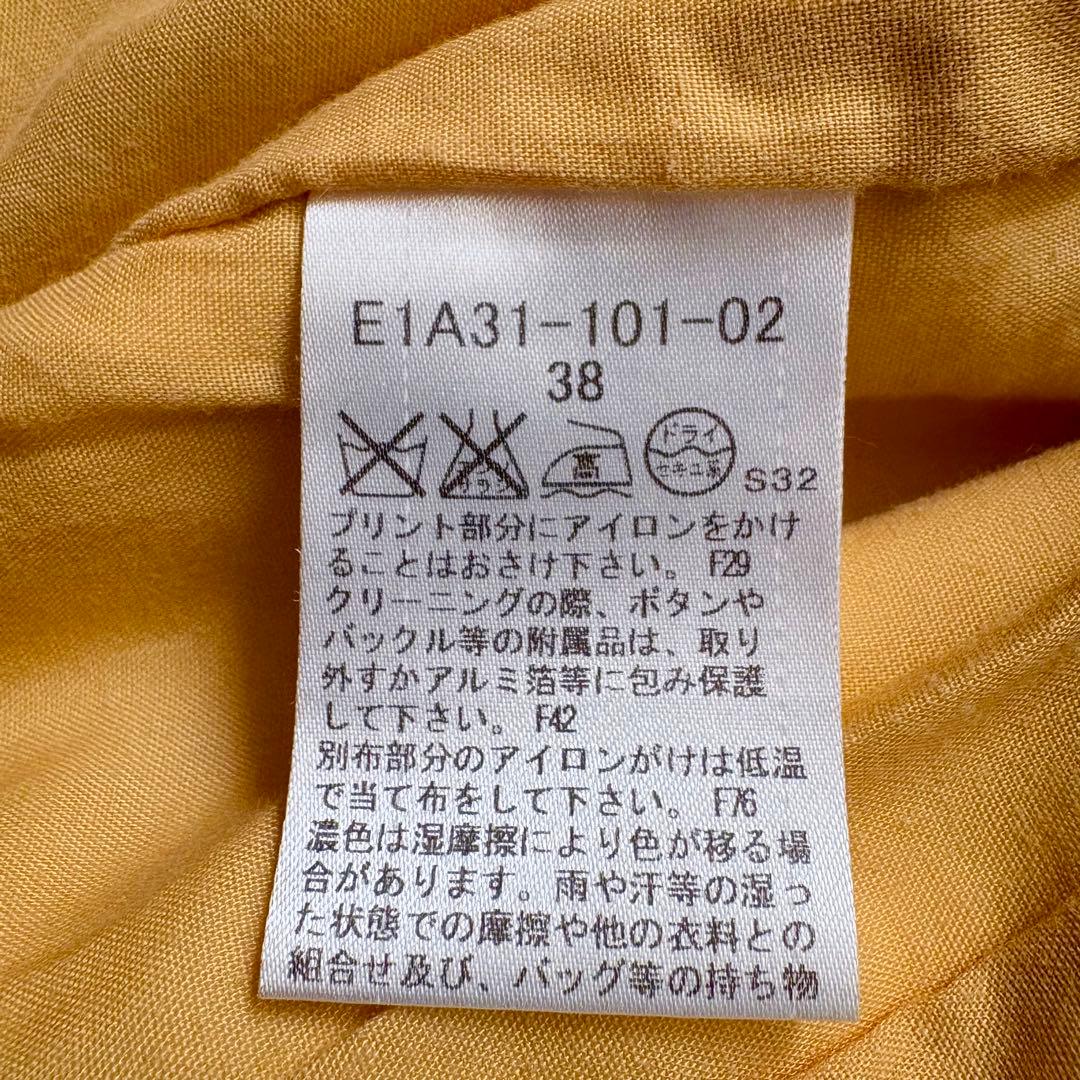 E1A31-101-02
38
高
ドライ
セキユ系
S32
プリント部分にアイロンをかけ
ることはおさけ下さい。 F29
クリーニングの際、ボタンや
バックル等の附属品は、取り
外すかアルミ箔等に包み保護
して下さい。 F42
別布部分のアイロンがけは低温
で当て布をして下さい。 F76
濃色は湿摩擦により色が移る場
合があります。雨や汗等の湿っ
た状態での摩擦や他の衣料との
組合せ及び、バッグ等の持ち物